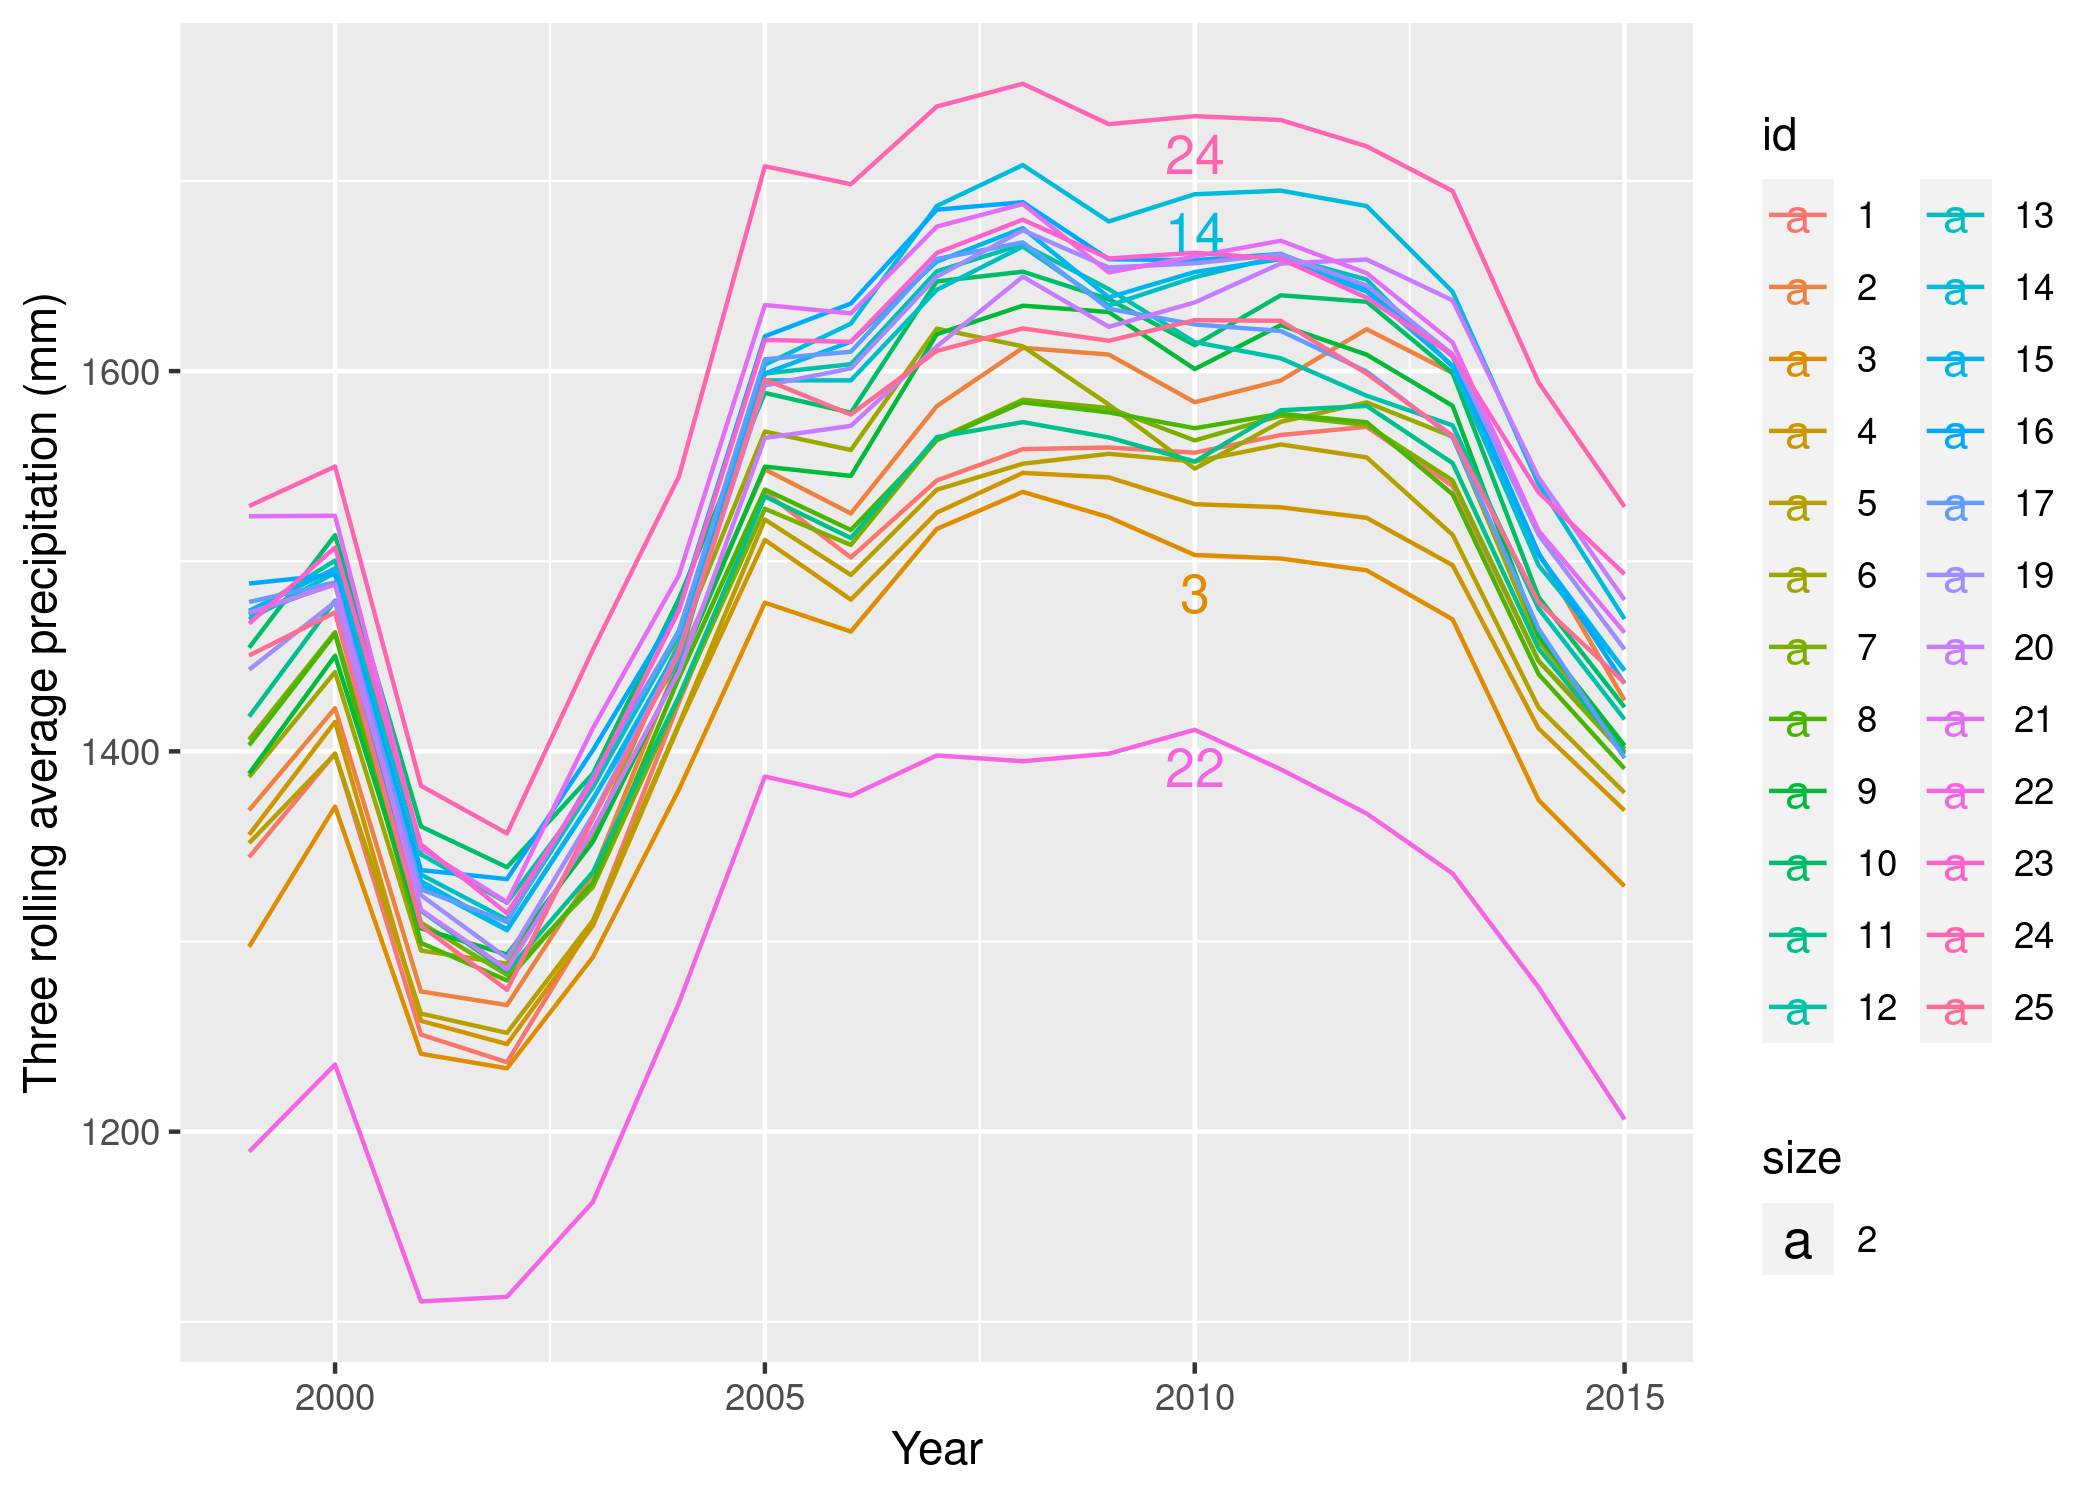 Three rolling average precipitation (mm)
1600
1400
1200
24
14
3
22
2000 2005 2010 2015
Year
id
a 1 a 13
a 2 a 14
a 3 a 15
a 4 a 16
a 5 a 17
a 6 a 19
a 7 a 20
a 8 a 21
a 9 a 22
a 10 a 23
a 11 a 24
a 12 a 25
size
a 2